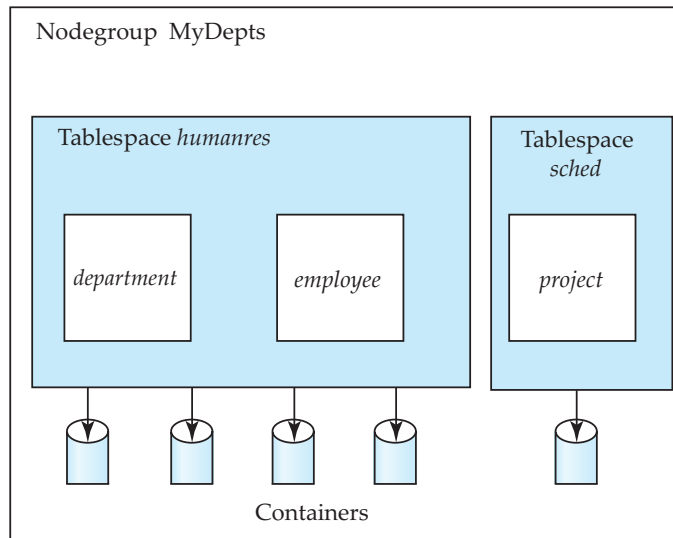 Nodegroup MyDepts
Tablespace humanres
Tablespace
sched
department
employee
project
Containers